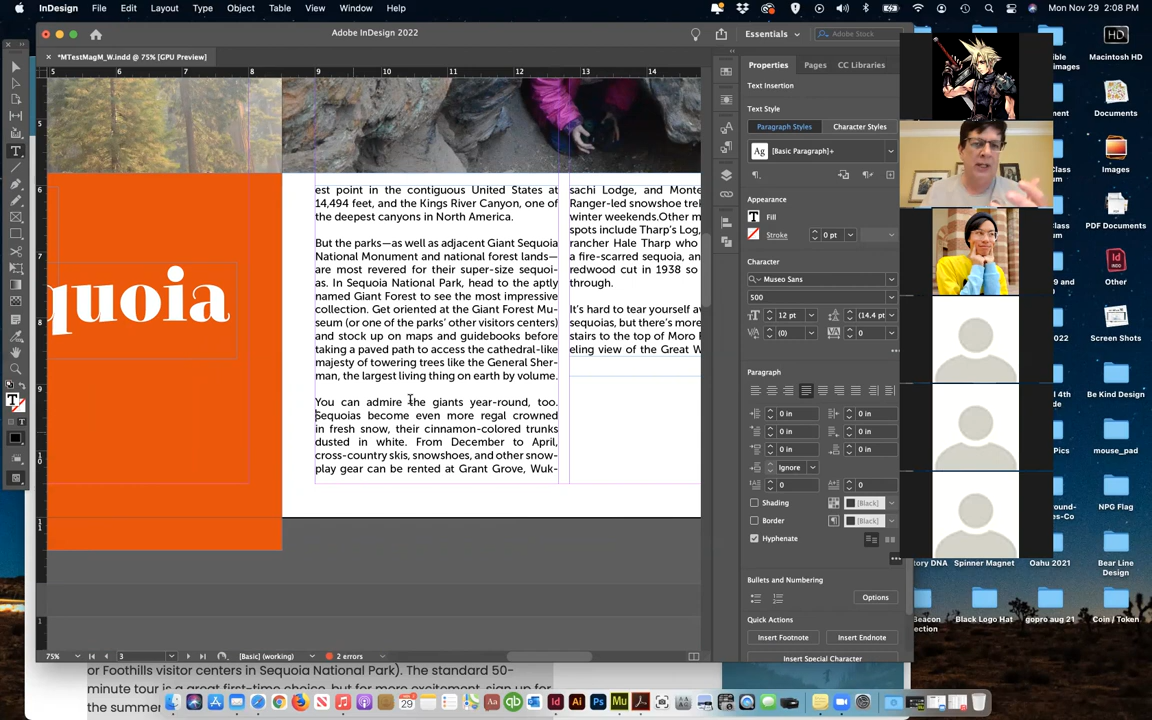 InDesign File Edit Layout Type Object Table View Window Help
Mon Nov 29 2:08 PM
Adobe InDesign 2022
Essentials
Adobe Stock
*MTestMagM_W.indd @ 75% [GPU Preview]
5 6 7 8 9 10 11 12 13 14
Properties Pages CC Libraries
Text Insertion
Text Style
Paragraph Styles Character Styles
Ag [Basic Paragraph]+
Appearance
Fill
Stroke 0 pt
Character
Museo Sans
500
12 pt (14.4 pt
(0) 0
Paragraph
0 in 0 in
0 in 0 in
0 in 0 in
Ignore
0 0
Shading [Black]
Border [Black]
Hyphenate
Bullets and Numbering
Options
Quick Actions
Insert Footnote Insert Endnote
Insert Special Character
quoia
est point in the contiguous United States at
14,494 feet, and the Kings River Canyon, one of
the deepest canyons in North America.
But the parks—as well as adjacent Giant Sequoia
National Monument and national forest lands—
are most revered for their super-size sequoi-
as. In Sequoia National Park, head to the aptly
named Giant Forest to see the most impressive
collection. Get oriented at the Giant Forest Mu-
seum (or one of the parks' other visitors centers)
and stock up on maps and guidebooks before
taking a paved path to access the cathedral-like
majesty of towering trees like the General Sher-
man, the largest living thing on earth by volume.
You can admire the giants year-round, too.
Sequoias become even more regal crowned
in fresh snow, their cinnamon-colored trunks
dusted in white. From December to April,
cross-country skis, snowshoes, and other snow-
play gear can be rented at Grant Grove, Wuk-
sachi Lodge, and Monte
Ranger-led snowshoe trek
winter weekends.Other m
spots include Tharp's Log,
rancher Hale Tharp who
a fire-scarred sequoia, an
redwood cut in 1938 so
through.
It's hard to tear yourself aw
sequoias, but there's more
stairs to the top of Moro R
eling view of the Great W
75% 3 [Basic] (working) 2 errors
or Foothills visitor centers in Sequoia National Park). The standard 50-
minute tour is a great first-time choice, but for more excitement, sign up for
the summer
Macintosh HD
Documents
Images
PDF Documents
Other
Screen Shots
Be Kind Design
mouse_pad
NPG Flag
Bear Line
Design
Coin / Token
Spinner Magnet
Oahu 2021
Black Logo Hat
gopro aug 21